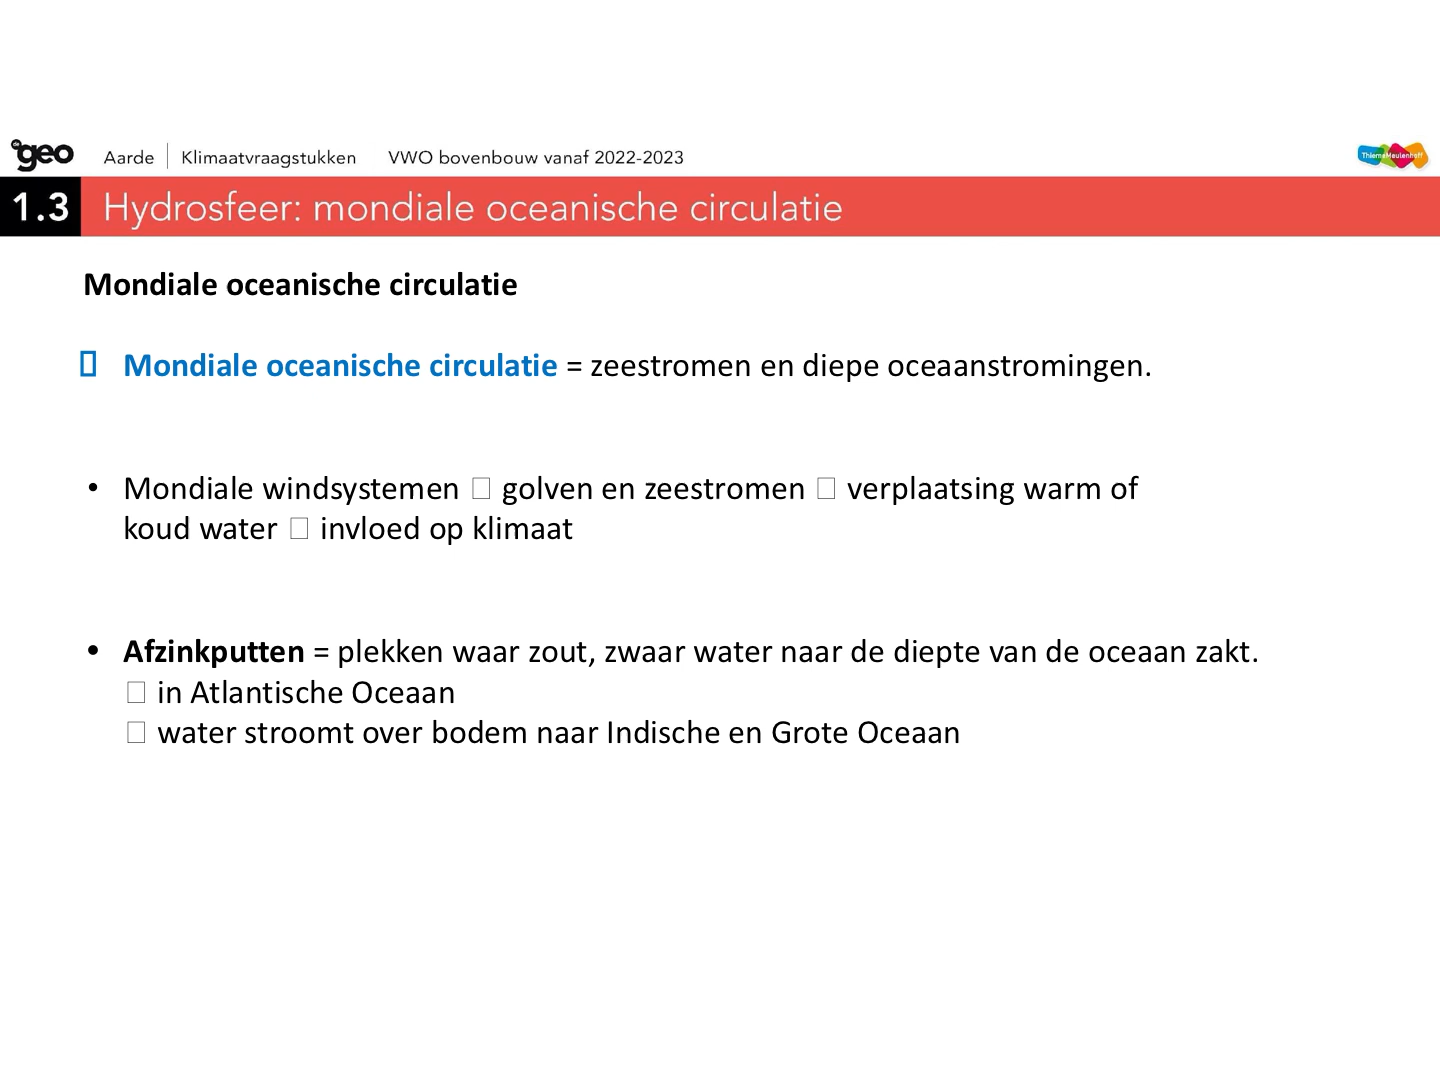 de geo Aarde | Klimaatvraagstukken VWO bovenbouw vanaf 2022-2023 ThiemeMeulenhoff
1.3 Hydrosfeer: mondiale oceanische circulatie
Mondiale oceanische circulatie
▯ Mondiale oceanische circulatie = zeestromen en diepe oceaanstromingen.
• Mondiale windsystemen ▯ golven en zeestromen ▯ verplaatsing warm of
koud water ▯ invloed op klimaat
• Afzinkputten = plekken waar zout, zwaar water naar de diepte van de oceaan zakt.
▯ in Atlantische Oceaan
▯ water stroomt over bodem naar Indische en Grote Oceaan